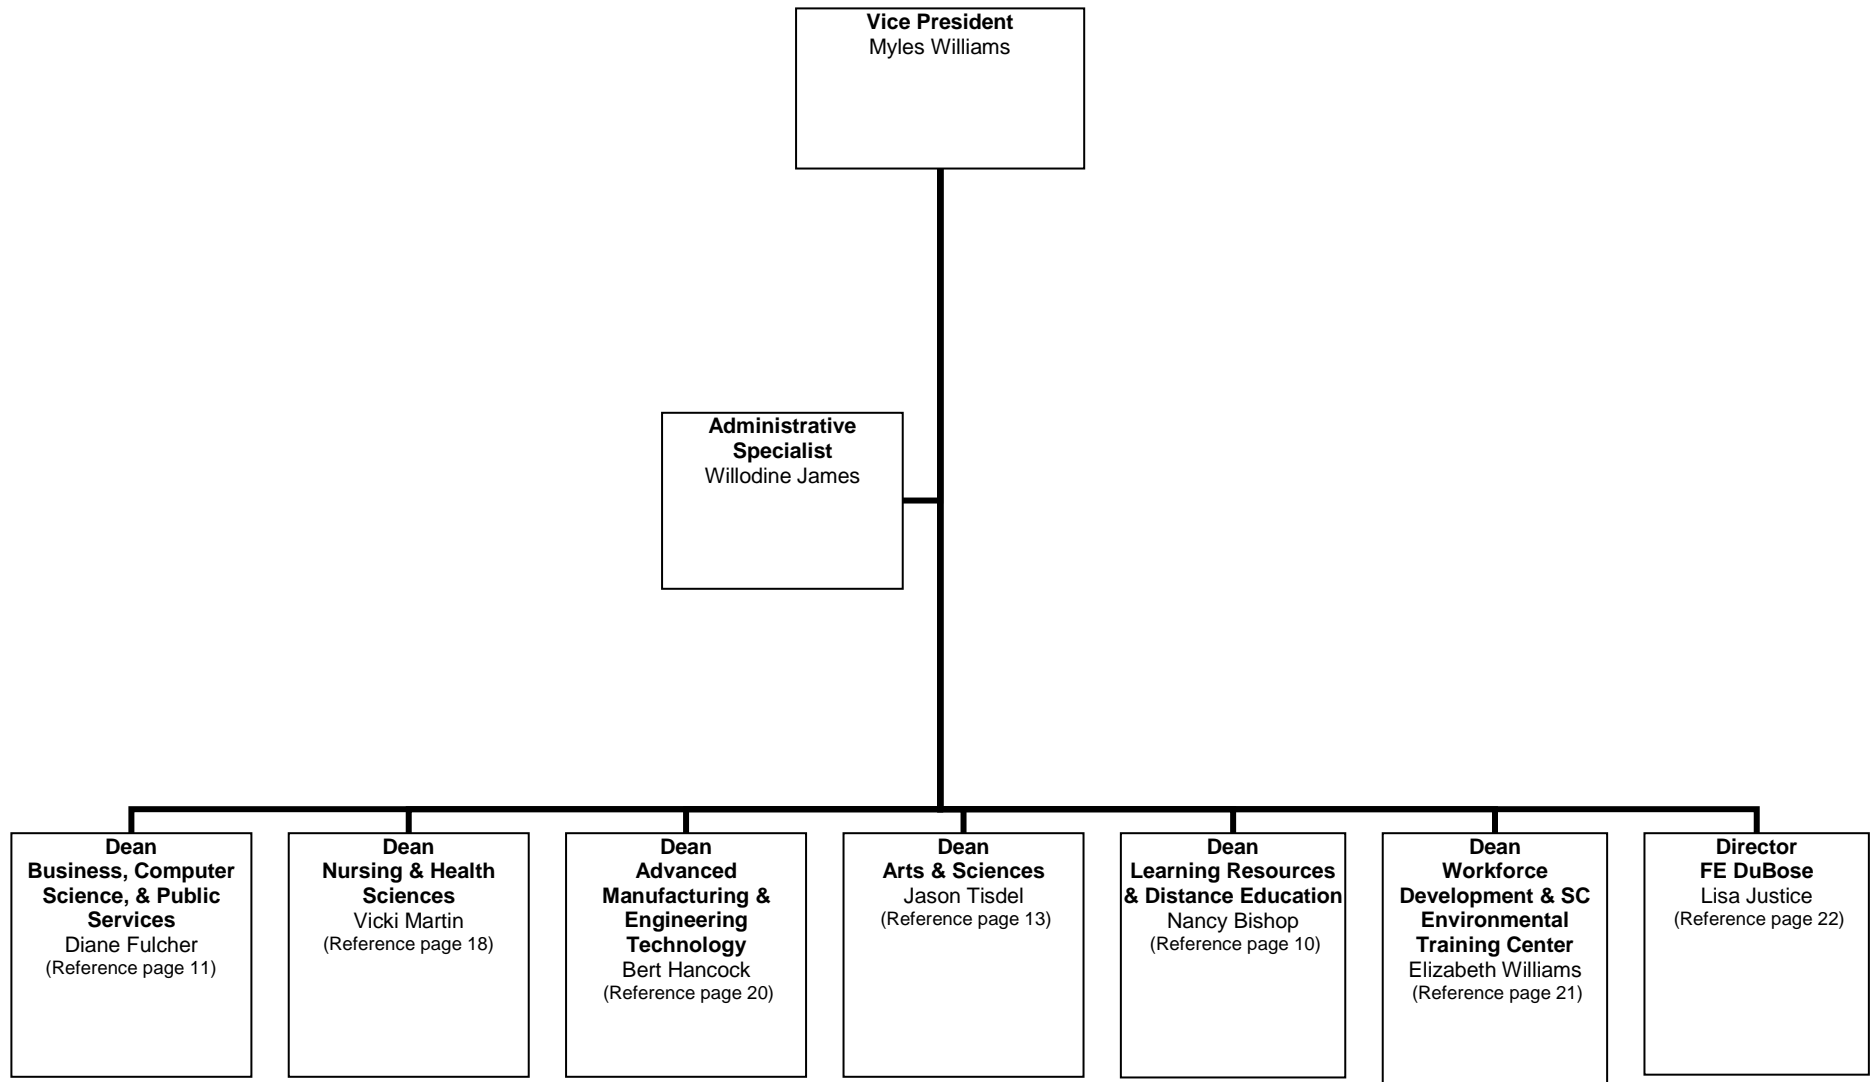 Vice President
Myles Williams
Administrative
Specialist
Willodine James
Dean
Business, Computer
Science, & Public
Services
Diane Fulcher
(Reference page 11)
Dean
Nursing & Health
Sciences
Vicki Martin
(Reference page 18)
Dean
Advanced
Manufacturing &
Engineering
Technology
Bert Hancock
(Reference page 20)
Dean
Arts & Sciences
Jason Tisdel
(Reference page 13)
Dean
Learning Resources
& Distance Education
Nancy Bishop
(Reference page 10)
Dean
Workforce
Development & SC
Environmental
Training Center
Elizabeth Williams
(Reference page 21)
Director
FE DuBose
Lisa Justice
(Reference page 22)